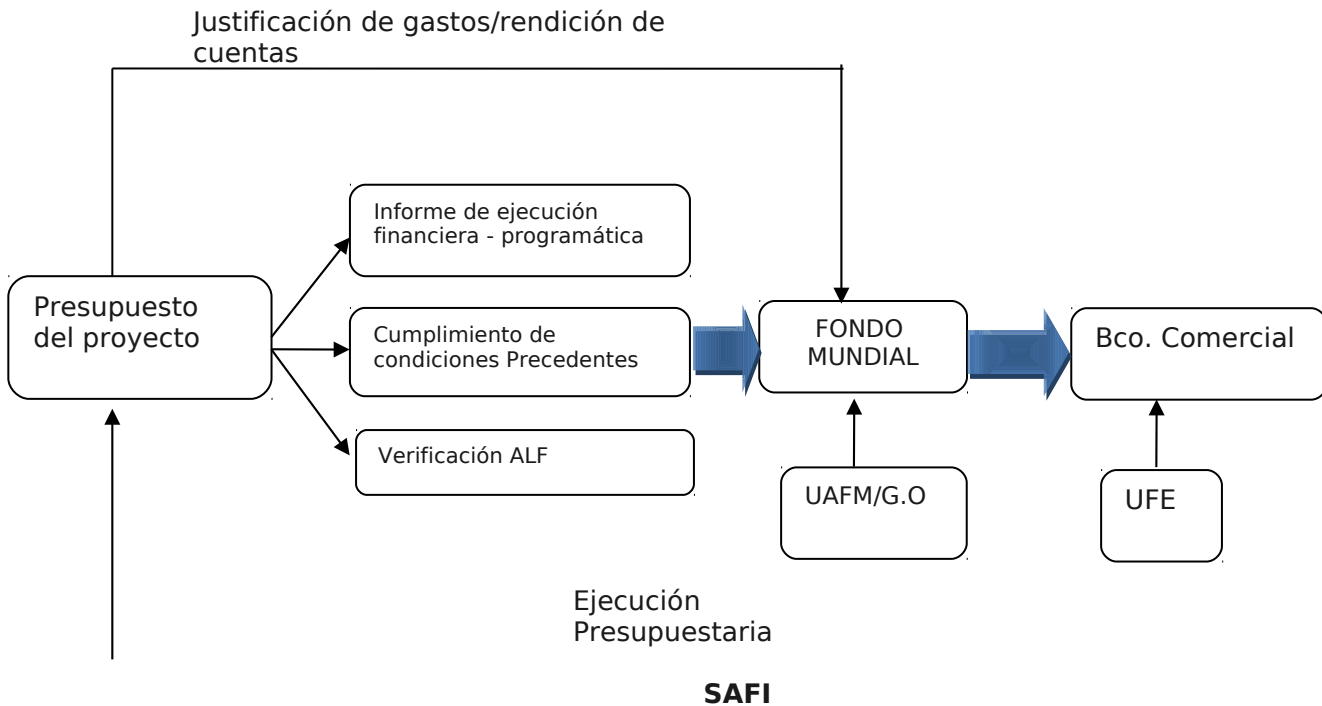 Justificación de gastos/rendición de
cuentas
Informe de ejecución
financiera - programática
Presupuesto
del proyecto
Cumplimiento de
condiciones Precedentes
FONDO
MUNDIAL
Bco. Comercial
Verificación ALF
UAFM/G.O
UFE
Ejecución
Presupuestaria
SAFI